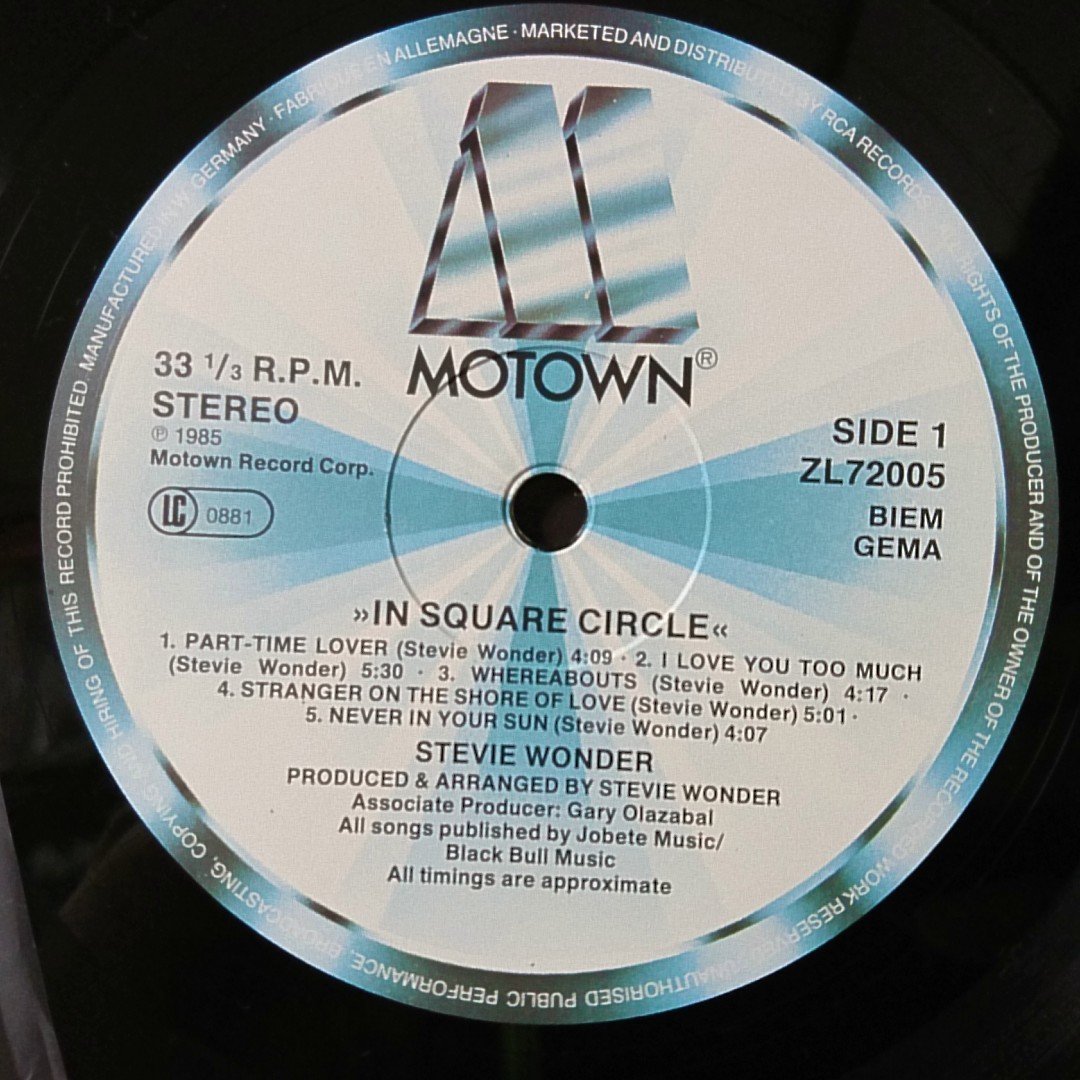 MANUFACTURED IN W. GERMANY · FABRIQUÉ EN ALLEMAGNE · MARKETED AND DISTRIBUTED BY RCA RECORDS · ALL RIGHTS OF THE PRODUCER AND OF THE OWNER OF THE RECORDED WORK RESERVED. UNAUTHORISED PUBLIC PERFORMANCE, BROADCASTING, COPYING AND HIRING OF THIS RECORD PROHIBITED.
MOTOWN®
33 1/3 R.P.M.
STEREO
℗ 1985
Motown Record Corp.
LC 0881
SIDE 1
ZL72005
BIEM
GEMA
»IN SQUARE CIRCLE«
1. PART-TIME LOVER (Stevie Wonder) 4:09 · 2. I LOVE YOU TOO MUCH
(Stevie Wonder) 5:30 · 3. WHEREABOUTS (Stevie Wonder) 4:17 ·
4. STRANGER ON THE SHORE OF LOVE (Stevie Wonder) 5:01 ·
5. NEVER IN YOUR SUN (Stevie Wonder) 4:07
STEVIE WONDER
PRODUCED & ARRANGED BY STEVIE WONDER
Associate Producer: Gary Olazabal
All songs published by Jobete Music/
Black Bull Music
All timings are approximate